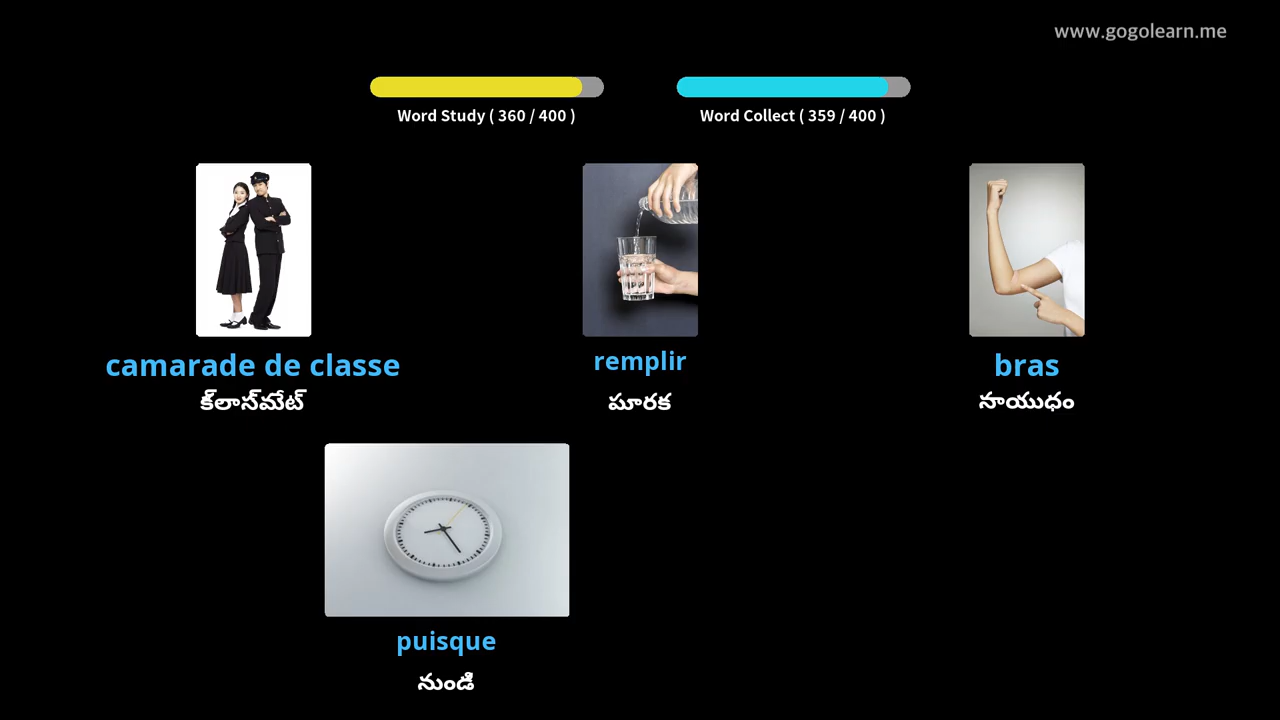 www.gogolearn.me
Word Study ( 360 / 400 )
Word Collect ( 359 / 400 )
camarade de classe
క్‌లాస్‌మేట్
remplir
పూరక
bras
నాయుధం
puisque
నుండి